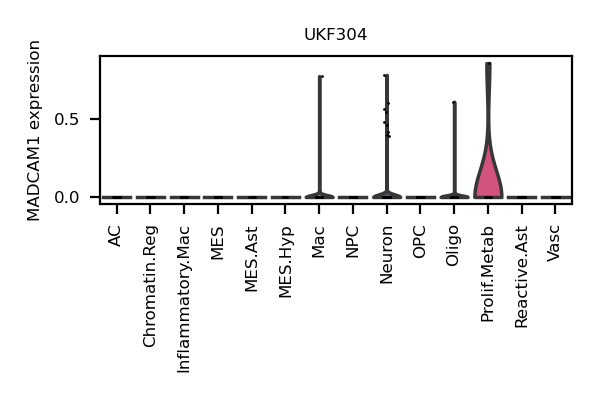 UKF304
MADCAM1 expression
0.5
0.0
AC
Chromatin.Reg
Inflammatory.Mac
MES
MES.Ast
MES.Hyp
Mac
NPC
Neuron
OPC
Oligo
Prolif.Metab
Reactive.Ast
Vasc